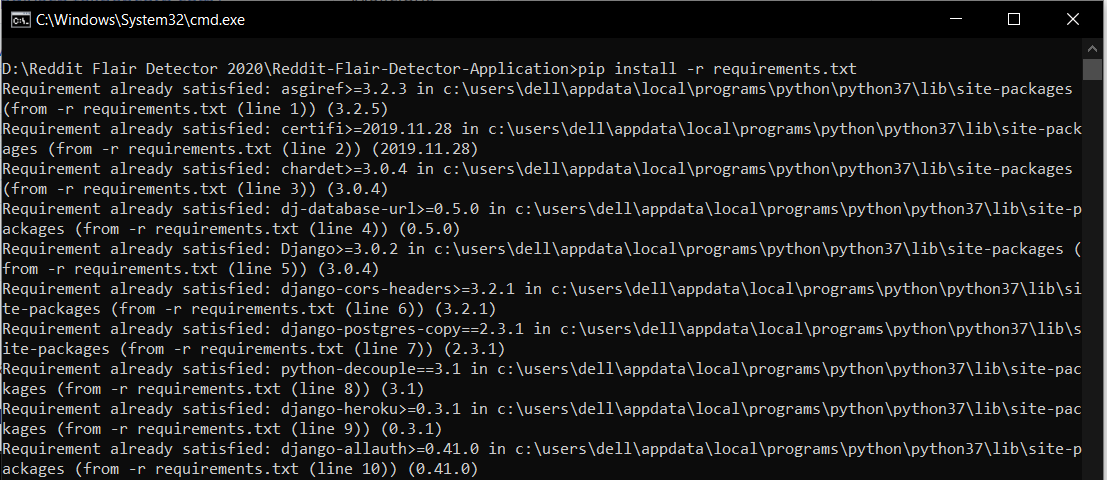 C:\Windows\System32\cmd.exe
D:\Reddit Flair Detector 2020\Reddit-Flair-Detector-Application>pip install -r requirements.txt
Requirement already satisfied: asgiref>=3.2.3 in c:\users\dell\appdata\local\programs\python\python37\lib\site-packages
(from -r requirements.txt (line 1)) (3.2.5)
Requirement already satisfied: certifi>=2019.11.28 in c:\users\dell\appdata\local\programs\python\python37\lib\site-pack
ages (from -r requirements.txt (line 2)) (2019.11.28)
Requirement already satisfied: chardet>=3.0.4 in c:\users\dell\appdata\local\programs\python\python37\lib\site-packages
(from -r requirements.txt (line 3)) (3.0.4)
Requirement already satisfied: dj-database-url>=0.5.0 in c:\users\dell\appdata\local\programs\python\python37\lib\site-p
ackages (from -r requirements.txt (line 4)) (0.5.0)
Requirement already satisfied: Django>=3.0.2 in c:\users\dell\appdata\local\programs\python\python37\lib\site-packages (
from -r requirements.txt (line 5)) (3.0.4)
Requirement already satisfied: django-cors-headers>=3.2.1 in c:\users\dell\appdata\local\programs\python\python37\lib\si
te-packages (from -r requirements.txt (line 6)) (3.2.1)
Requirement already satisfied: django-postgres-copy==2.3.1 in c:\users\dell\appdata\local\programs\python\python37\lib\s
ite-packages (from -r requirements.txt (line 7)) (2.3.1)
Requirement already satisfied: python-decouple==3.1 in c:\users\dell\appdata\local\programs\python\python37\lib\site-pac
kages (from -r requirements.txt (line 8)) (3.1)
Requirement already satisfied: django-heroku>=0.3.1 in c:\users\dell\appdata\local\programs\python\python37\lib\site-pac
kages (from -r requirements.txt (line 9)) (0.3.1)
Requirement already satisfied: django-allauth>=0.41.0 in c:\users\dell\appdata\local\programs\python\python37\lib\site-p
ackages (from -r requirements.txt (line 10)) (0.41.0)